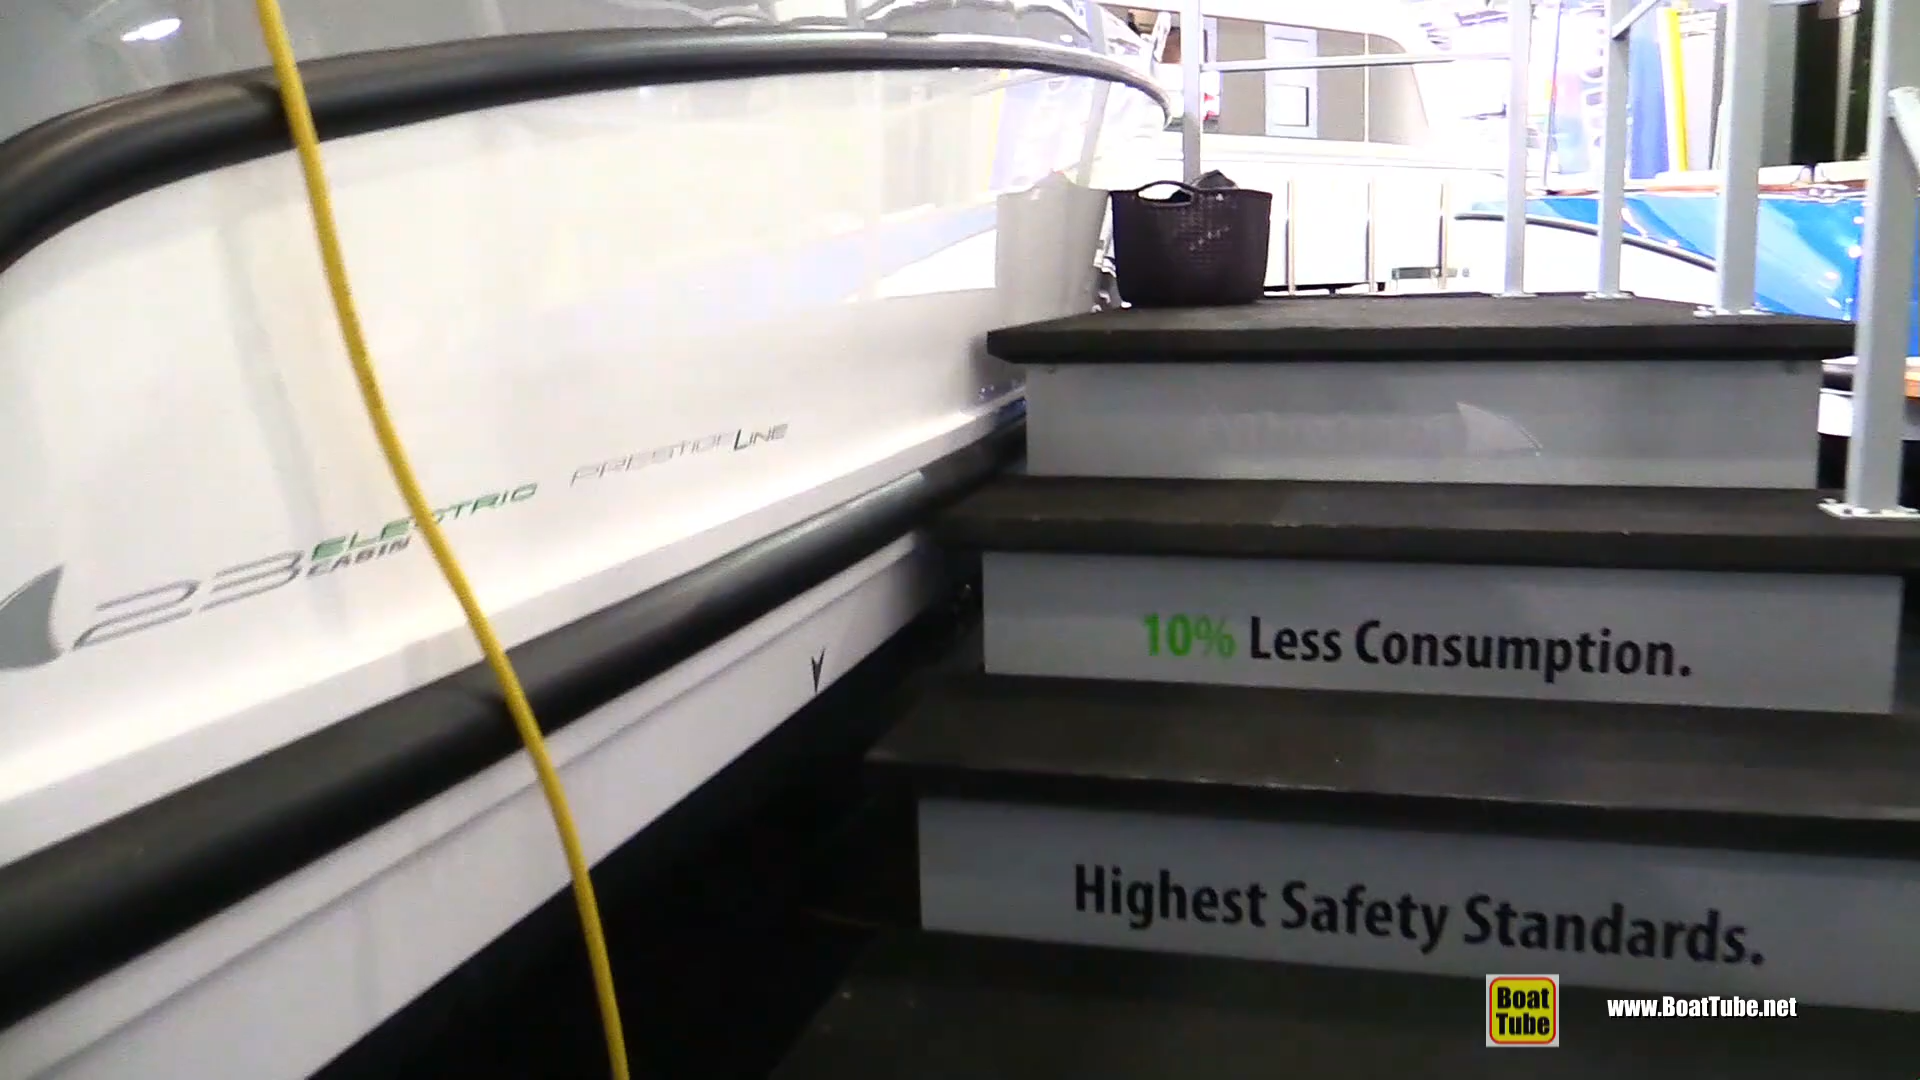 23 ELECTRIC
CABIN
PRESTIGE LINE
10% Less Consumption.
Highest Safety Standards.
Boat
Tube
www.BoatTube.net